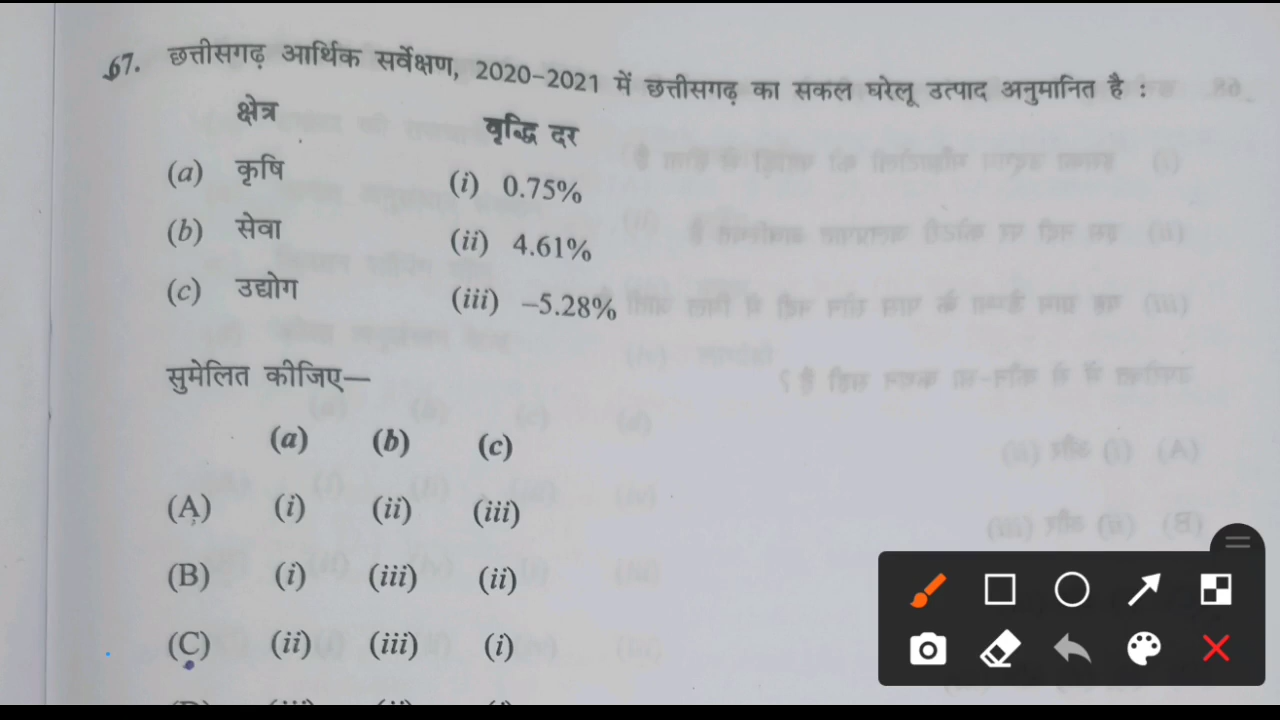 67. छत्तीसगढ़ आर्थिक सर्वेक्षण, 2020-2021 में छत्तीसगढ़ का सकल घरेलू उत्पाद अनुमानित है :
क्षेत्र वृद्धि दर
(a) कृषि (i) 0.75%
(b) सेवा (ii) 4.61%
(c) उद्योग (iii) –5.28%
सुमेलित कीजिए—
(a) (b) (c)
(A) (i) (ii) (iii)
(B) (i) (iii) (ii)
(C) (ii) (iii) (i)